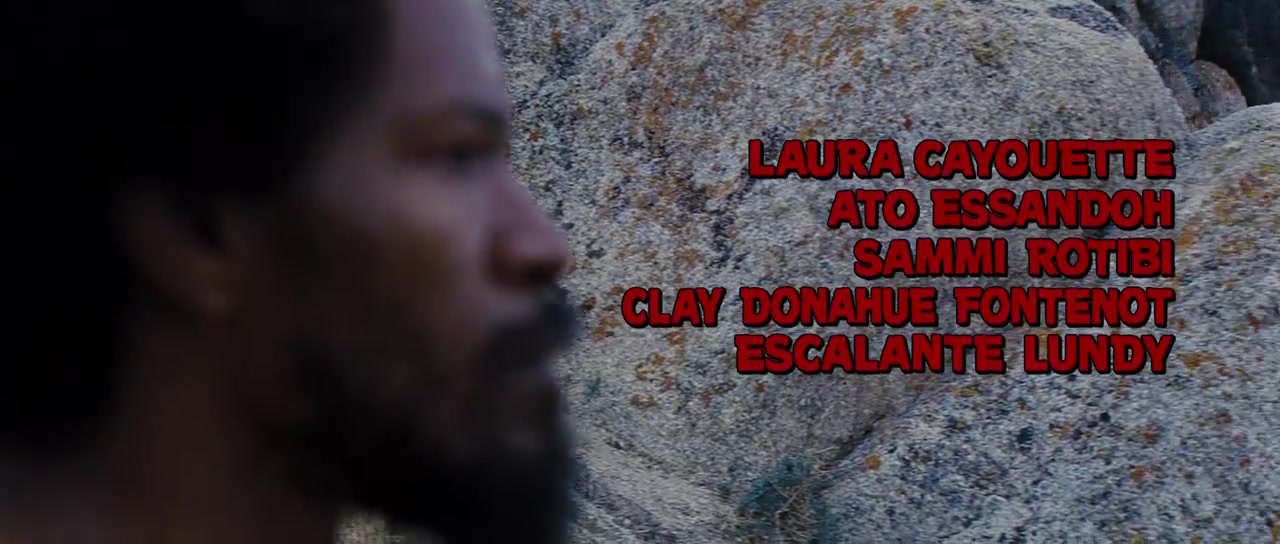 LAURA CAYOUETTE
ATO ESSANDOH
SAMMI ROTIBI
CLAY DONAHUE FONTENOT
ESCALANTE LUNDY